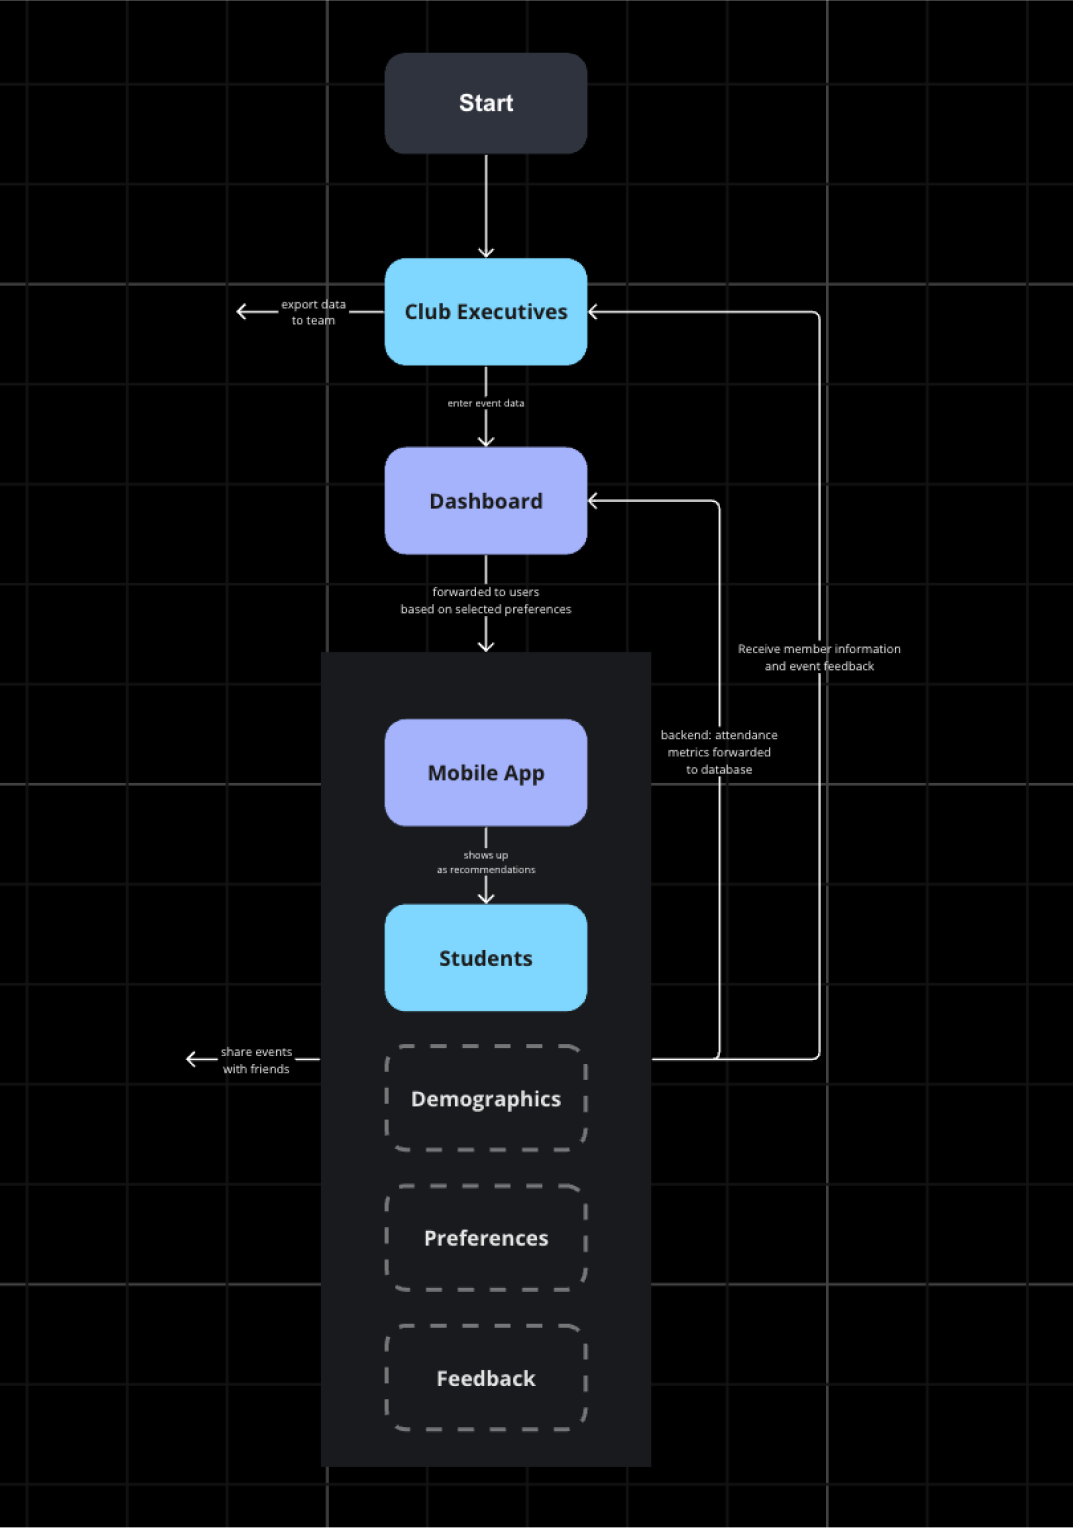 Start
Club Executives
export data
to team
enter event data
Dashboard
forwarded to users
based on selected preferences
Receive member information
and event feedback
backend: attendance
metrics forwarded
to database
Mobile App
shows up
as recommendations
Students
share events
with friends
Demographics
Preferences
Feedback